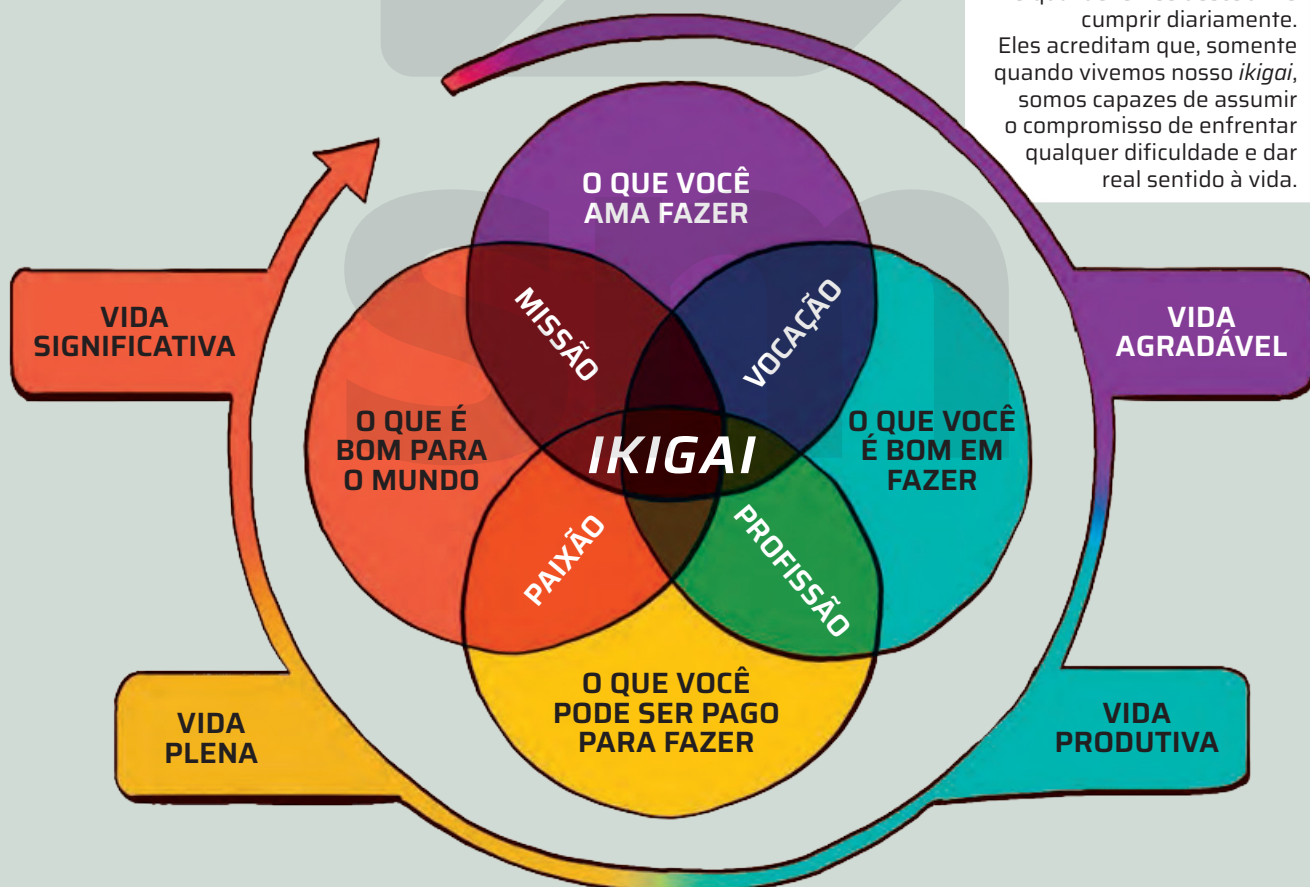 cumprir diariamente.
Eles acreditam que, somente
quando vivemos nosso ikigai,
somos capazes de assumir
o compromisso de enfrentar
qualquer dificuldade e dar
real sentido à vida.
O QUE VOCÊ
AMA FAZER
MISSÃO
VOCAÇÃO
VIDA
SIGNIFICATIVA
VIDA
AGRADÁVEL
O QUE É
BOM PARA
O MUNDO
IKIGAI
O QUE VOCÊ
É BOM EM
FAZER
PAIXÃO
PROFISSÃO
O QUE VOCÊ
PODE SER PAGO
PARA FAZER
VIDA
PLENA
VIDA
PRODUTIVA